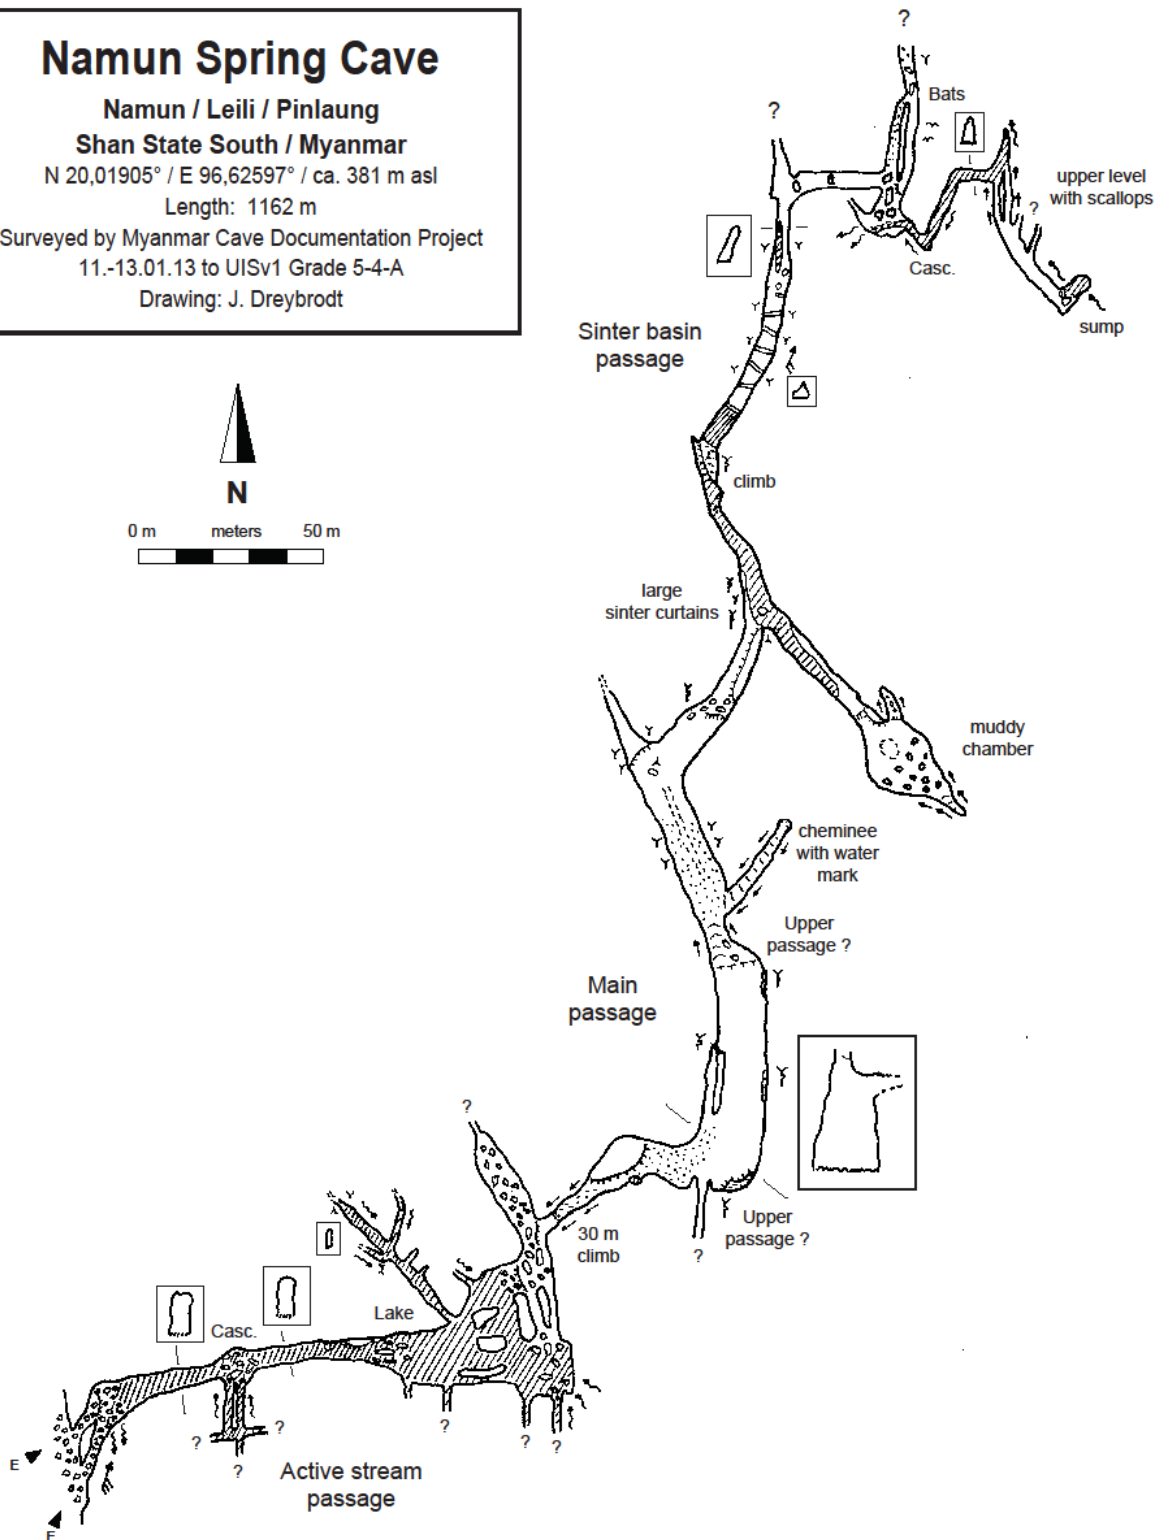 Namun Spring Cave
Namun / Leili / Pinlaung
Shan State South / Myanmar
N 20,01905° / E 96,62597° / ca. 381 m asl
Length: 1162 m
Surveyed by Myanmar Cave Documentation Project
11.-13.01.13 to UISv1 Grade 5-4-A
Drawing: J. Dreybrodt
N
0 m meters 50 m
?
Bats
?
upper level
with scallops
?
Casc.
sump
Sinter basin
passage
climb
large
sinter curtains
muddy
chamber
cheminee
with water
mark
Upper
passage ?
Main
passage
?
30 m
climb
Upper
passage ?
?
Lake
Casc.
?
?
?
?
?
?
?
E
Active stream
passage
E